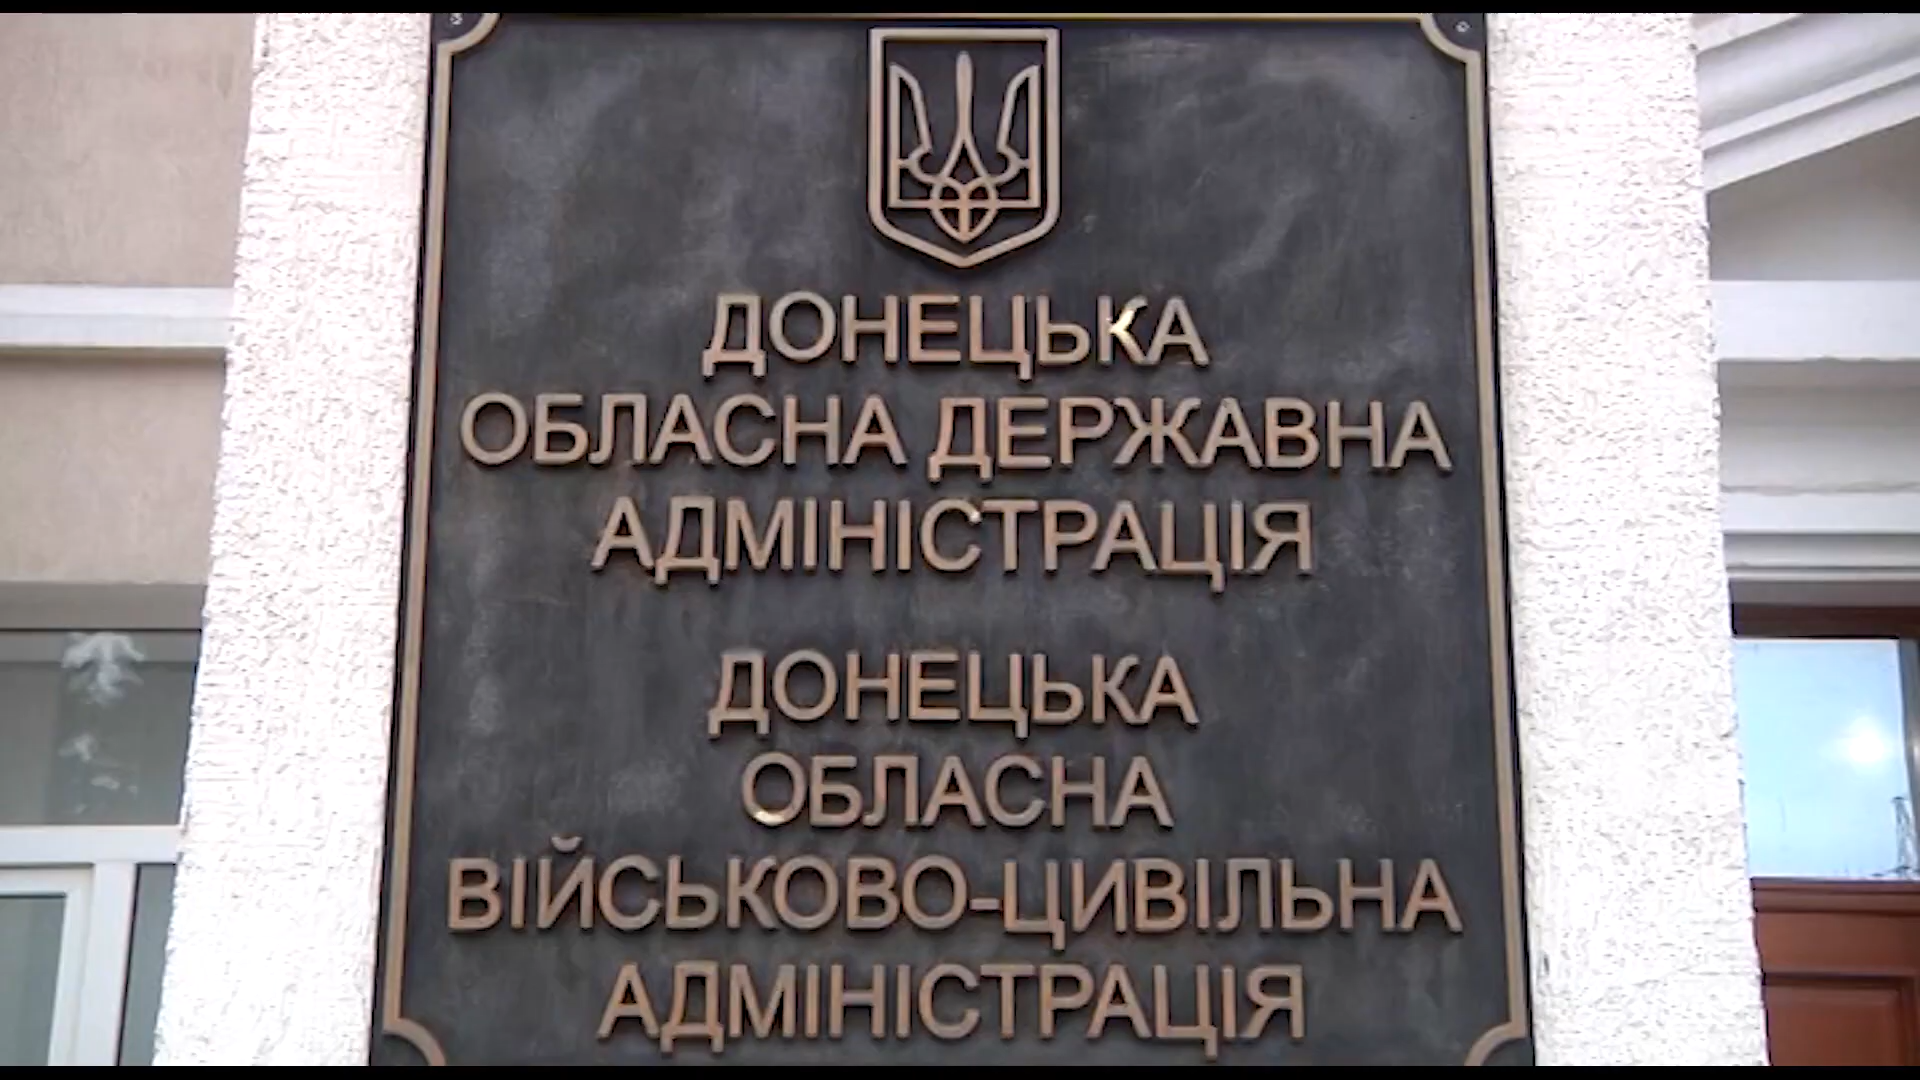 ДОНЕЦЬКА
ОБЛАСНА ДЕРЖАВНА
АДМІНІСТРАЦІЯ
ДОНЕЦЬКА
ОБЛАСНА
ВІЙСЬКОВО-ЦИВІЛЬНА
АДМІНІСТРАЦІЯ